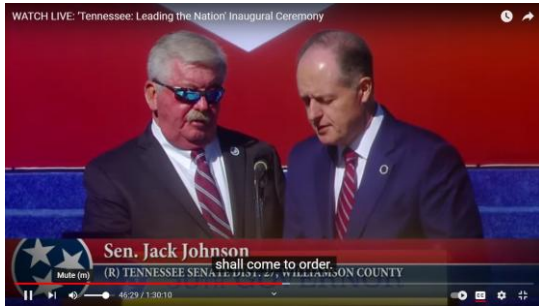 WATCH LIVE: 'Tennessee: Leading the Nation' Inaugural Ceremony
Sen. Jack Johnson
shall come to order.
(R) TENNESSEE SENATE DIST. 27, WILLIAMSON COUNTY
Mute (m)
46:29 / 1:30:10
CC